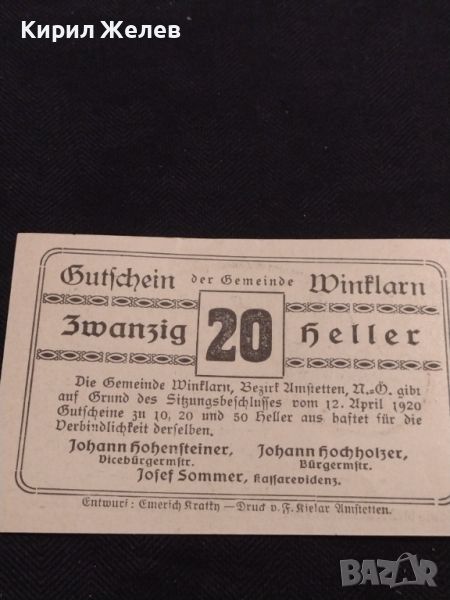 Кирил Желев
Gutschein der Gemeinde Winklarn
Zwanzig 20 Heller
Die Gemeinde Winklarn, Bezirk Amstetten, N.-Ö. gibt
auf Grund des Sitzungsbeschlusses vom 12. April 1920
Gutscheine zu 10, 20 und 50 Heller aus haftet für die
Verbindlichkeit derselben.
Johann Hohensteiner, Johann Hochholzer,
Vicebürgermstr. Bürgermstr.
Josef Sommer, Kassarevidenz.
Entwurf: Emerich Kratky — Druck v. F. Kielar Amstetten.
BAZAR